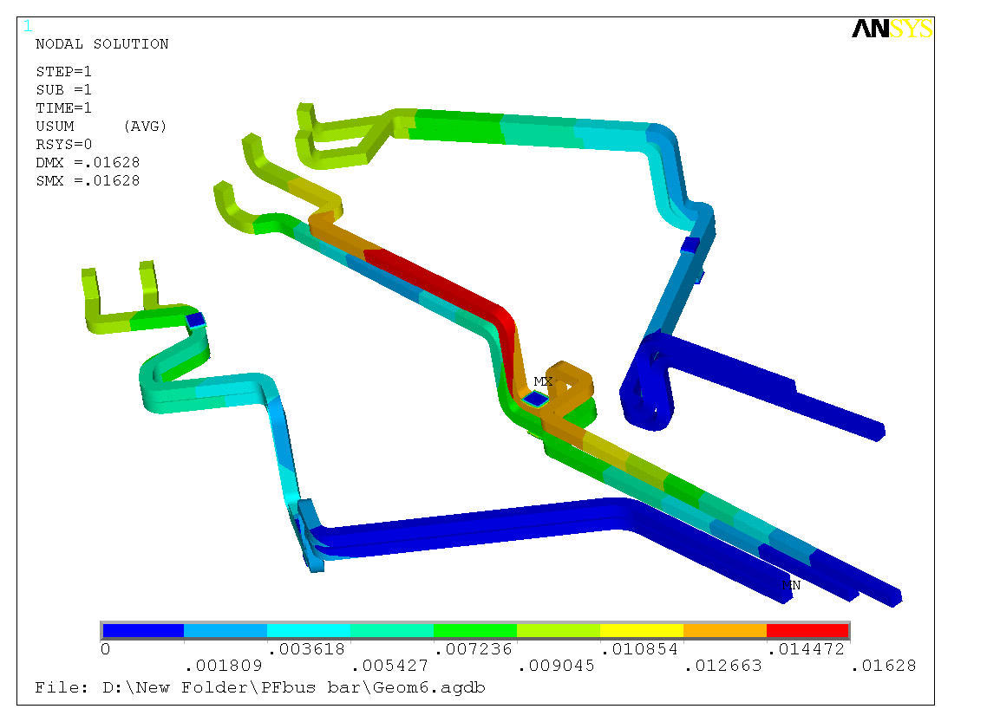 1
ANSYS
NODAL SOLUTION
STEP=1
SUB =1
TIME=1
USUM     (AVG)
RSYS=0
DMX =.01628
SMX =.01628
MX
MN
0 .003618 .007236 .010854 .014472
.001809 .005427 .009045 .012663 .01628
File: D:\New Folder\PFbus bar\Geom6.agdb